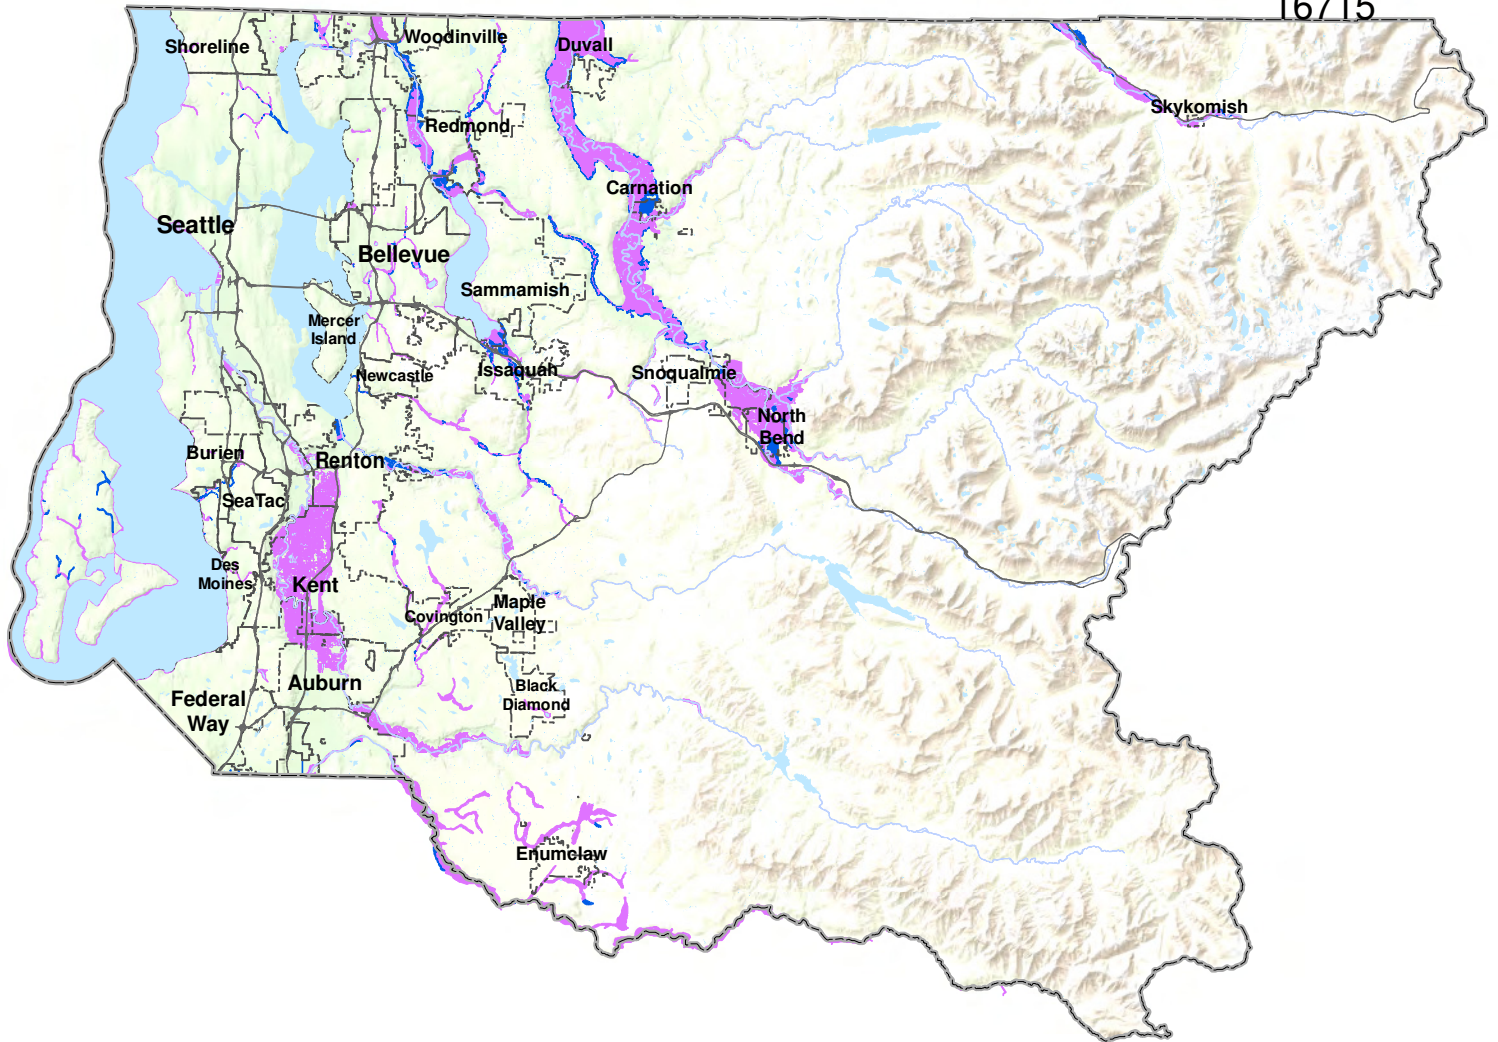 16715
Shoreline
Woodinville
Duvall
Skykomish
Redmond
Carnation
Seattle
Bellevue
Sammamish
Mercer
Island
Newcastle
Issaquah
Snoqualmie
North
Bend
Burien
Renton
SeaTac
Des
Moines
Kent
Covington
Maple
Valley
Auburn
Federal
Way
Black
Diamond
Enumclaw